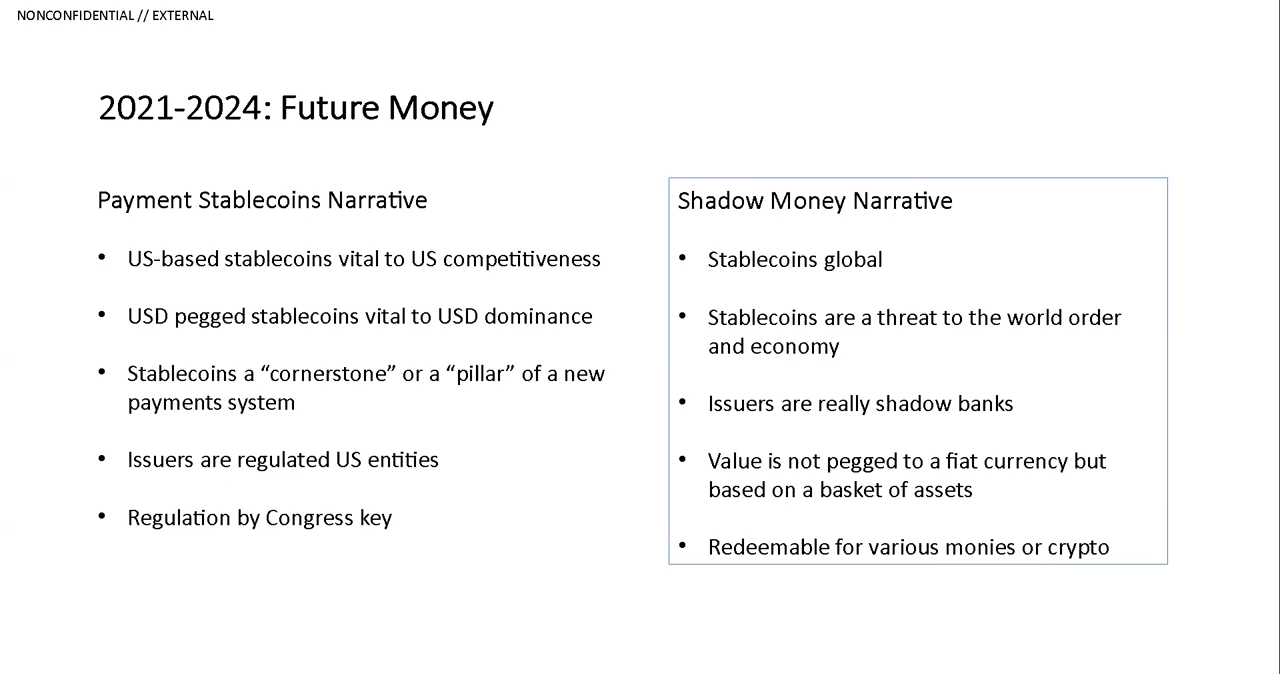 NONCONFIDENTIAL // EXTERNAL
2021-2024: Future Money
Payment Stablecoins Narrative
• US-based stablecoins vital to US competitiveness
• USD pegged stablecoins vital to USD dominance
• Stablecoins a “cornerstone” or a “pillar” of a new
payments system
• Issuers are regulated US entities
• Regulation by Congress key
Shadow Money Narrative
• Stablecoins global
• Stablecoins are a threat to the world order
and economy
• Issuers are really shadow banks
• Value is not pegged to a fiat currency but
based on a basket of assets
• Redeemable for various monies or crypto